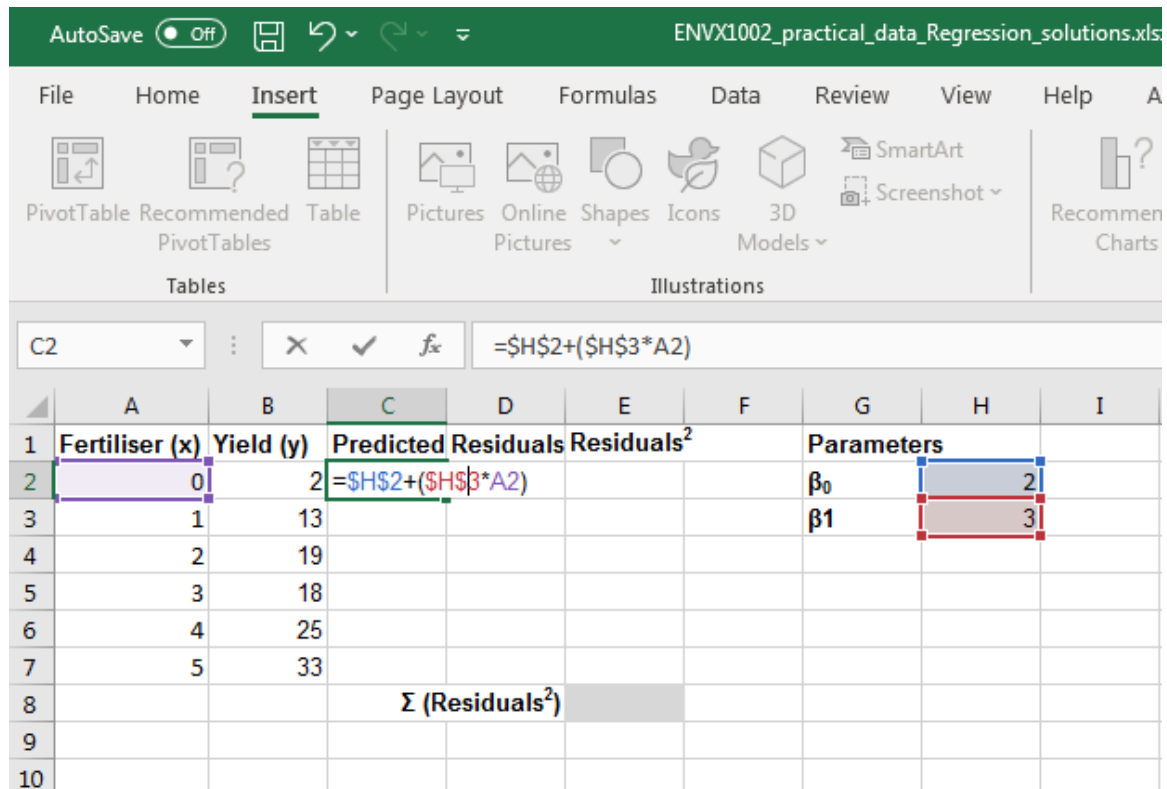 AutoSave Off ENVX1002_practical_data_Regression_solutions.xls
File Home Insert Page Layout Formulas Data Review View Help A
PivotTable Recommended PivotTables Table Pictures Online Pictures Shapes Icons 3D Models SmartArt Screenshot Recommen Charts
Tables Illustrations
C2 fx =$H$2+($H$3*A2)
A B C D E F G H I
1 Fertiliser (x) Yield (y) Predicted Residuals Residuals² Parameters
2 0 2 =$H$2+($H$3*A2) β₀ 2
3 1 13 β1 3
4 2 19
5 3 18
6 4 25
7 5 33
8 Σ (Residuals²)
9
10